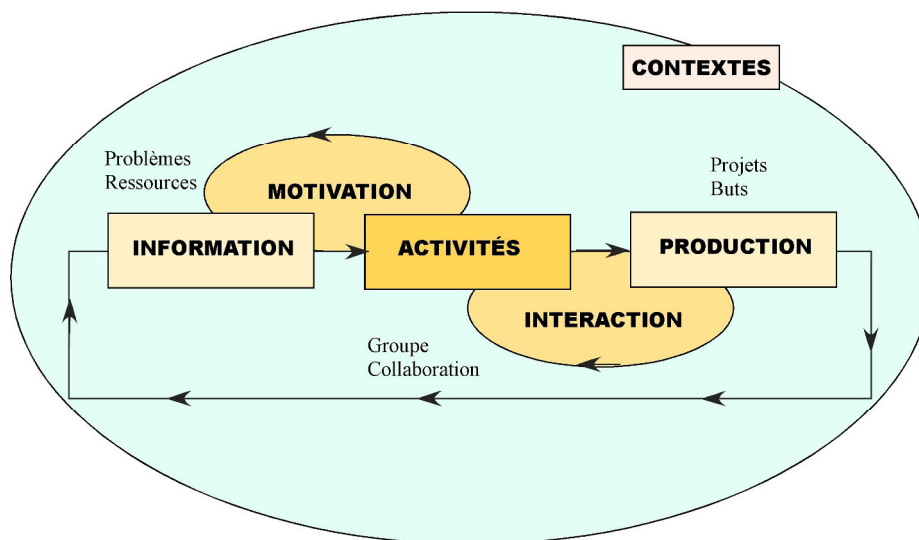 CONTEXTES
Problèmes
Ressources
Projets
Buts
MOTIVATION
INFORMATION
ACTIVITÉS
PRODUCTION
INTERACTION
Groupe
Collaboration